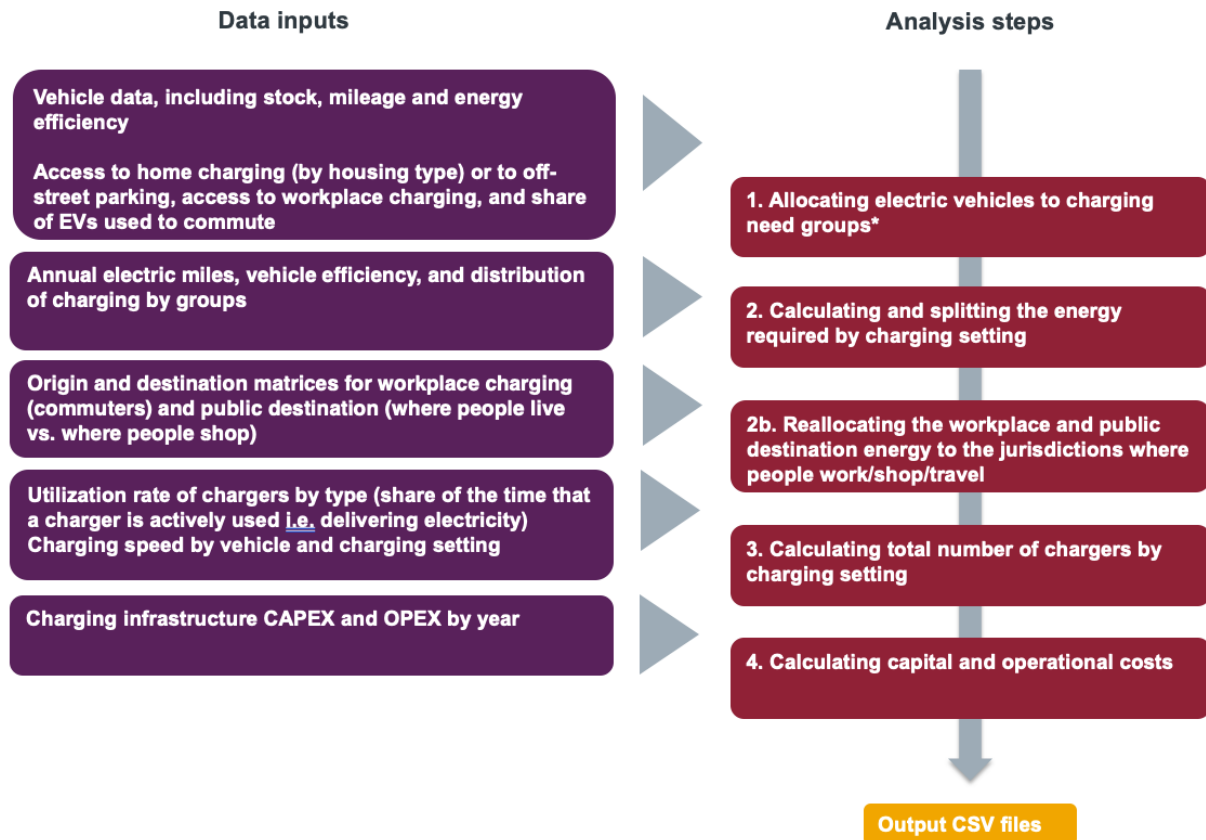 Data inputs
Analysis steps
Vehicle data, including stock, mileage and energy
efficiency
Access to home charging (by housing type) or to off-
street parking, access to workplace charging, and share
of EVs used to commute
1. Allocating electric vehicles to charging
need groups*
Annual electric miles, vehicle efficiency, and distribution
of charging by groups
2. Calculating and splitting the energy
required by charging setting
Origin and destination matrices for workplace charging
(commuters) and public destination (where people live
vs. where people shop)
2b. Reallocating the workplace and public
destination energy to the jurisdictions where
people work/shop/travel
Utilization rate of chargers by type (share of the time that
a charger is actively used i.e. delivering electricity)
Charging speed by vehicle and charging setting
3. Calculating total number of chargers by
charging setting
Charging infrastructure CAPEX and OPEX by year
4. Calculating capital and operational costs
Output CSV files